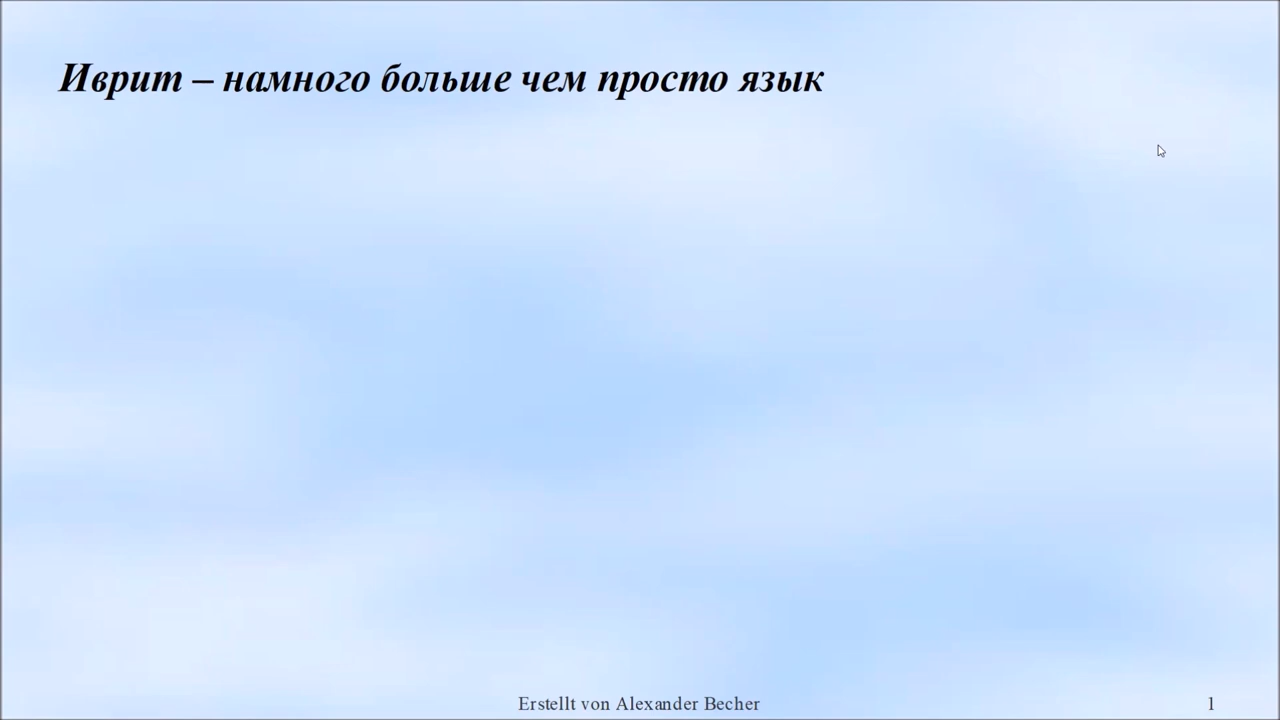 Иврит – намного больше чем просто язык
Erstellt von Alexander Becher
1